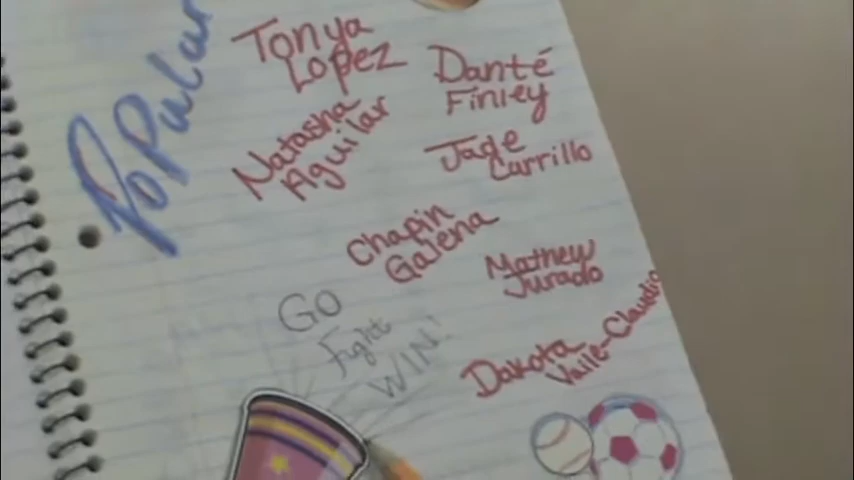 Popular
Tonya
Lopez
Danté
Finley
Natasha
Aguilar
Jade
Carrillo
Chapin
Galena
Mathew
Jurado
GO
Fight
WIN!
Dakota
Valle-Claudio